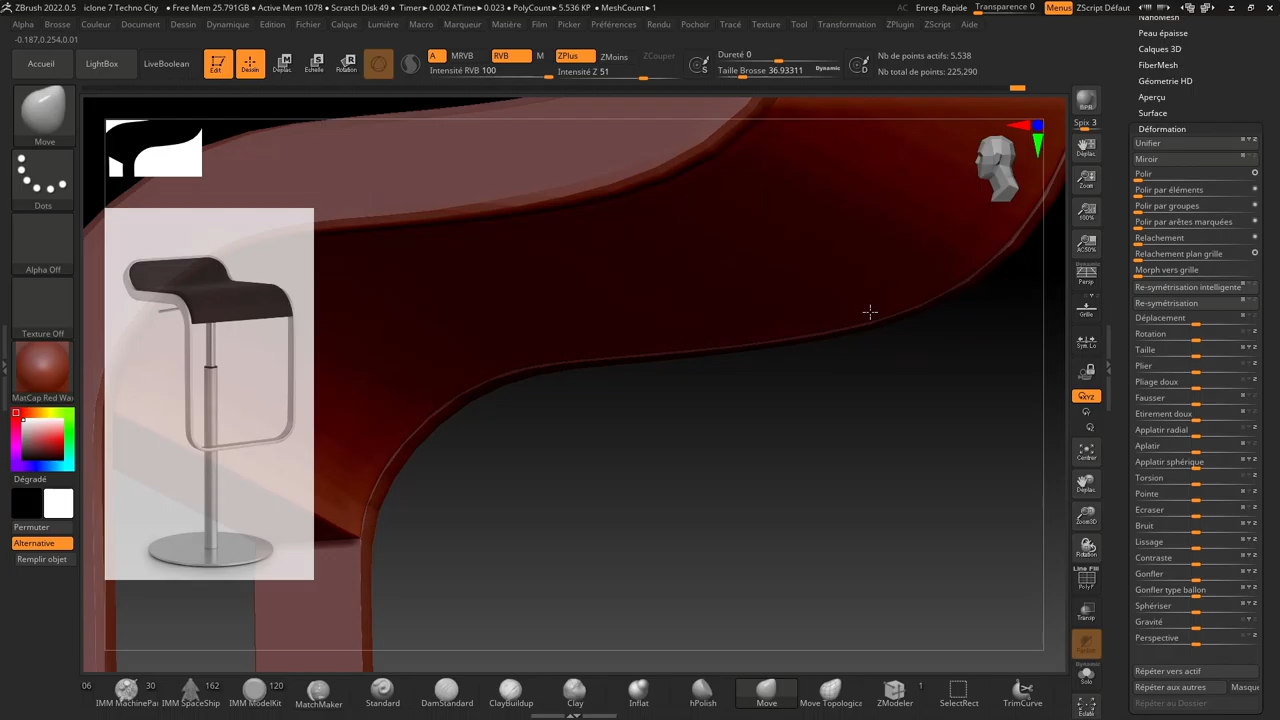 ZBrush 2022.0.5   iclone 7 Techno City   • Free Mem 25.791GB • Active Mem 1078 • Scratch Disk 49 • Timer►0.002 ATime►0.023 • PolyCount►5.536 KP • MeshCount►1   AC   Enreg. Rapide   Transparence 0   Menus   ZScript Défaut
Alpha   Brosse   Couleur   Document   Dessin   Dynamique   Edition   Fichier   Calque   Lumière   Macro   Marqueur   Matière   Film   Picker   Préférences   Rendu   Pochoir   Tracé   Texture   Tool   Transformation   ZPlugin   ZScript   Aide
-0.187,0.254,0.01
Accueil   LightBox   LiveBoolean   Edit   Dessin   Déplac.   Echelle   Rotation
A   MRVB   RVB   M   ZPlus   ZMoins   ZCouper
Intensité RVB 100   Intensité Z 51
Dureté 0
Taille Brosse 36.93311   Dynamic
S   D
Nb de points actifs: 5,538
Nb total de points: 225,290
Move
Dots
Alpha Off
Texture Off
MatCap Red Wax
Dégradé
Permuter
Alternative
Remplir objet
BPR
Spix 3
Déplac.
Zoom
100%
AC50%
Dynamic
Persp
Grille
Sym Lo
XYZ
Centrer
Déplac.
Zoom3D
Rotation
Line Fill
PolyF
Transp
Dynamic
Solo
Eclaté
NanoMesh
Peau épaisse
Calques 3D
FiberMesh
Géometrie HD
Aperçu
Surface
Déformation
Unifier
Miroir
Polir
Polir par éléments
Polir par groupes
Polir par arêtes marquées
Relachement
Relachement plan grille
Morph vers grille
Re-symétrisation intelligente
Re-symétrisation
Déplacement
Rotation
Taille
Plier
Pliage doux
Fausser
Etirement doux
Applatir radial
Aplatir
Applatir sphérique
Torsion
Pointe
Ecraser
Bruit
Lissage
Contraste
Gonfler
Gonfler type ballon
Sphériser
Gravité
Perspective
Répéter vers actif
Répéter aux autres   Masque
Répéter au Dossier
06   30   162   120   1
IMM MachinePar   IMM SpaceShip   IMM ModelKit   MatchMaker   Standard   DamStandard   ClayBuildup   Clay   Inflat   hPolish   Move   Move Topologica   ZModeler   SelectRect   TrimCurve